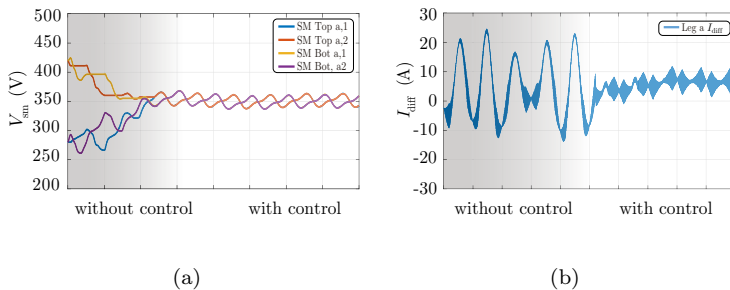 500
450
400
350
300
250
200
V_sm (V)
SM Top a,1
SM Top a,2
SM Bot a,1
SM Bot, a2
without control
with control
(a)
30
20
10
0
-10
-20
-30
I_diff (A)
Leg a I_diff
without control
with control
(b)